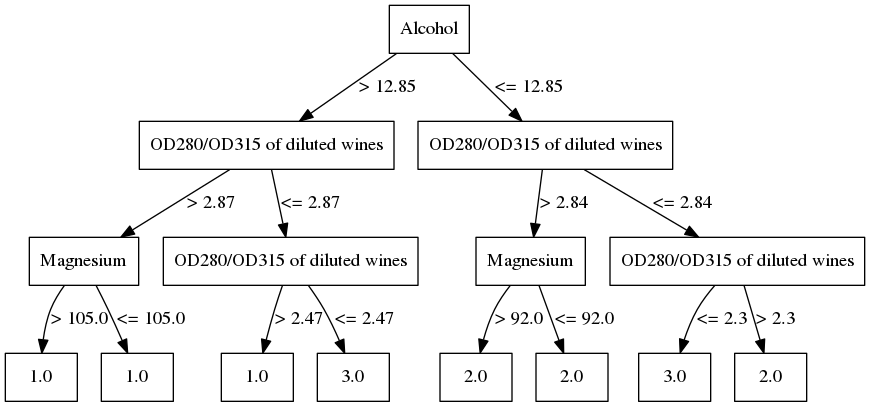 Alcohol
> 12.85 <= 12.85
OD280/OD315 of diluted wines OD280/OD315 of diluted wines
> 2.87 <= 2.87 > 2.84 <= 2.84
Magnesium OD280/OD315 of diluted wines Magnesium OD280/OD315 of diluted wines
> 105.0 <= 105.0 > 2.47 <= 2.47 > 92.0 <= 92.0 <= 2.3 > 2.3
1.0 1.0 1.0 3.0 2.0 2.0 3.0 2.0